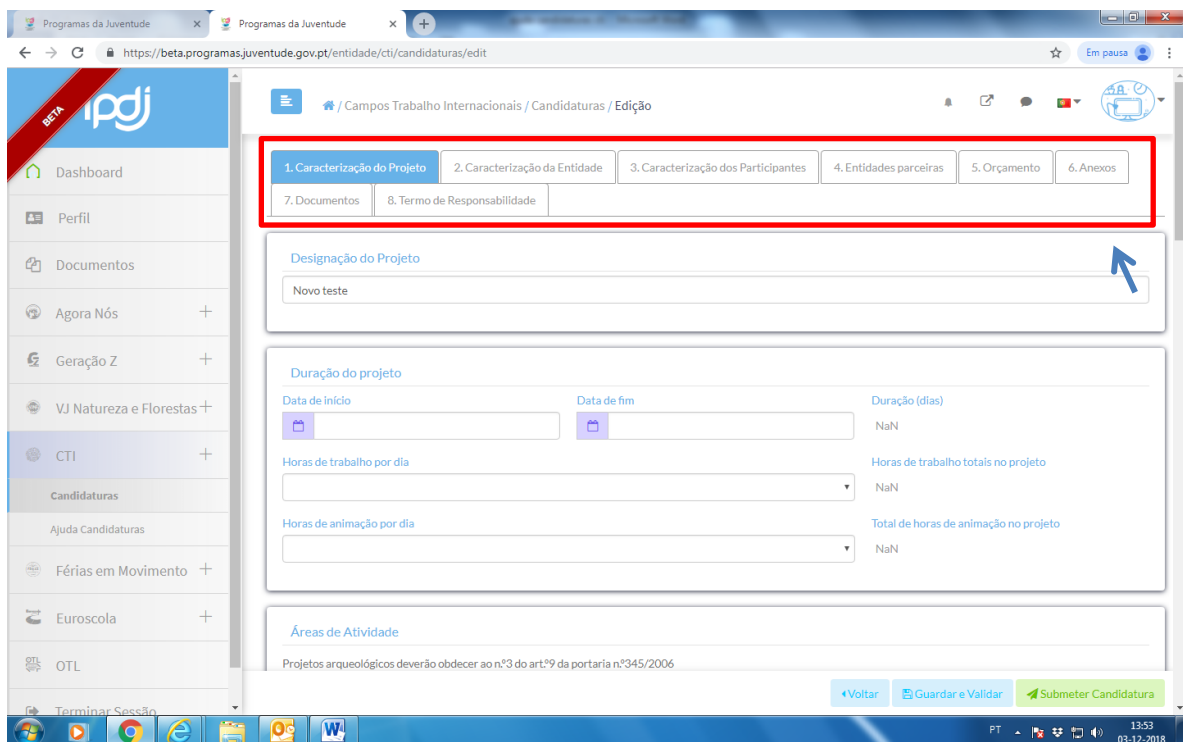 Programas da Juventude
Programas da Juventude
https://beta.programas.juventude.gov.pt/entidade/cti/candidaturas/edit
Em pausa
BETA
ipdj
/ Campos Trabalho Internacionais / Candidaturas / Edição
1. Caracterização do Projeto
2. Caracterização da Entidade
3. Caracterização dos Participantes
4. Entidades parceiras
5. Orçamento
6. Anexos
7. Documentos
8. Termo de Responsabilidade
Dashboard
Perfil
Documentos
Agora Nós
Geração Z
VJ Natureza e Florestas
CTI
Candidaturas
Ajuda Candidaturas
Férias em Movimento
Euroscola
OTL
Terminar Sessão
Designação do Projeto
Novo teste
Duração do projeto
Data de início
Data de fim
Duração (dias)
NaN
Horas de trabalho por dia
Horas de trabalho totais no projeto
NaN
Horas de animação por dia
Total de horas de animação no projeto
NaN
Áreas de Atividade
Projetos arqueológicos deverão obdecer ao n.º3 do art.º9 da portaria n.º345/2006
Voltar
Guardar e Validar
Submeter Candidatura
PT
13:53
03-12-2018